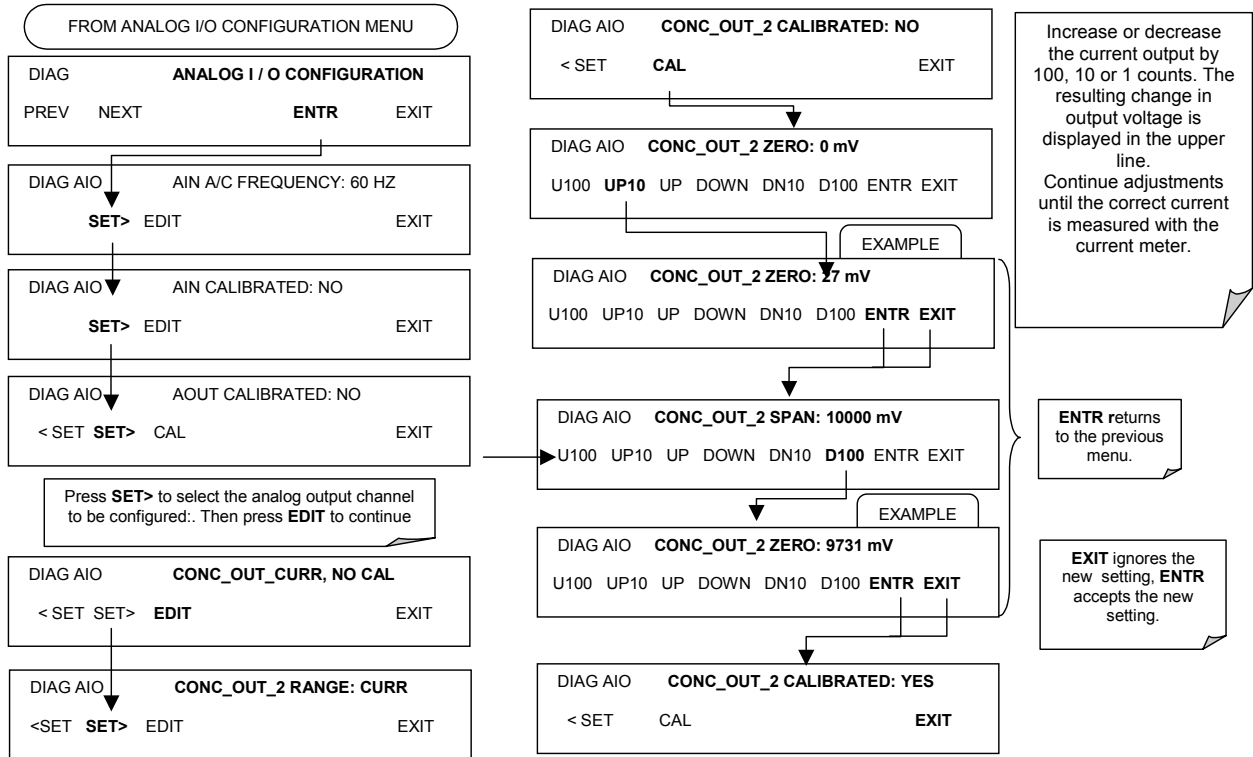 FROM ANALOG I/O CONFIGURATION MENU
DIAG ANALOG I / O CONFIGURATION
PREV NEXT ENTR EXIT
DIAG AIO AIN A/C FREQUENCY: 60 HZ
SET> EDIT EXIT
DIAG AIO AIN CALIBRATED: NO
SET> EDIT EXIT
DIAG AIO AOUT CALIBRATED: NO
< SET SET> CAL EXIT
Press SET> to select the analog output channel
to be configured:. Then press EDIT to continue
DIAG AIO CONC_OUT_CURR, NO CAL
< SET SET> EDIT EXIT
DIAG AIO CONC_OUT_2 RANGE: CURR
<SET SET> EDIT EXIT
DIAG AIO CONC_OUT_2 CALIBRATED: NO
< SET CAL EXIT
DIAG AIO CONC_OUT_2 ZERO: 0 mV
U100 UP10 UP DOWN DN10 D100 ENTR EXIT
EXAMPLE
DIAG AIO CONC_OUT_2 ZERO: 27 mV
U100 UP10 UP DOWN DN10 D100 ENTR EXIT
DIAG AIO CONC_OUT_2 SPAN: 10000 mV
U100 UP10 UP DOWN DN10 D100 ENTR EXIT
EXAMPLE
DIAG AIO CONC_OUT_2 ZERO: 9731 mV
U100 UP10 UP DOWN DN10 D100 ENTR EXIT
DIAG AIO CONC_OUT_2 CALIBRATED: YES
< SET CAL EXIT
Increase or decrease
the current output by
100, 10 or 1 counts. The
resulting change in
output voltage is
displayed in the upper
line.
Continue adjustments
until the correct current
is measured with the
current meter.
ENTR returns
to the previous
menu.
EXIT ignores the
new setting, ENTR
accepts the new
setting.